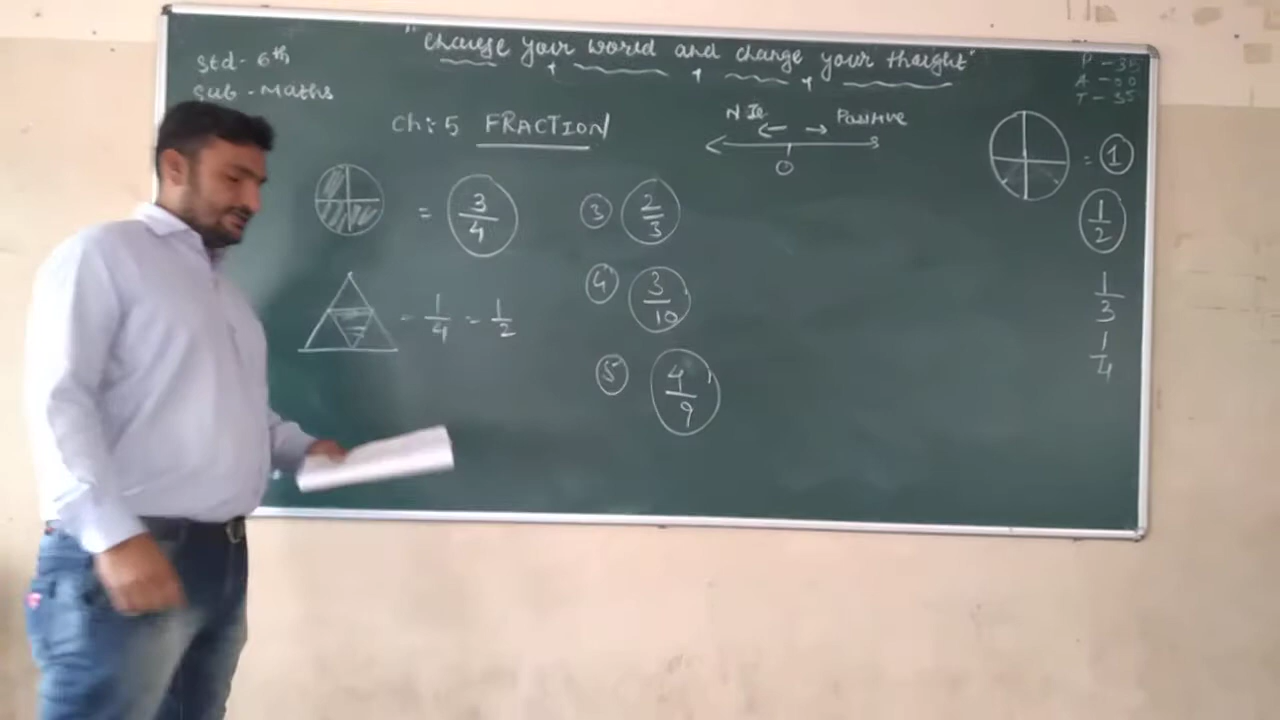 "Change your world and change your thaight"
Std - 6th
Sub - Maths
P - 35
A - 00
T - 35
Ch: 5 FRACTION
N Ie ← → Positive
0
= 3/4
= 1/4 = 1/2
③ 2/3
④ 3/10
⑤ 4/9
= ①
1/2
1/3
1/4